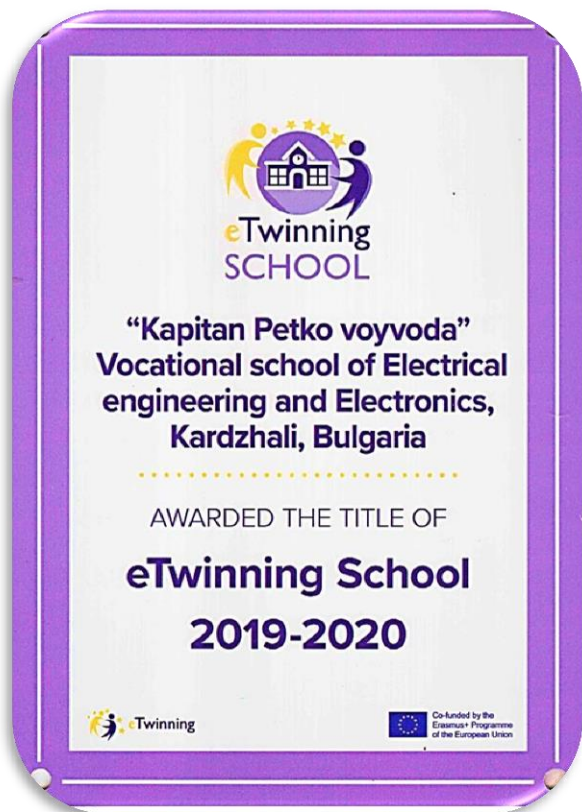 eTwinning
SCHOOL
“Kapitan Petko voyvoda”
Vocational school of Electrical
engineering and Electronics,
Kardzhali, Bulgaria
AWARDED THE TITLE OF
eTwinning School
2019-2020
eTwinning
Co-funded by the
Erasmus+ Programme
of the European Union